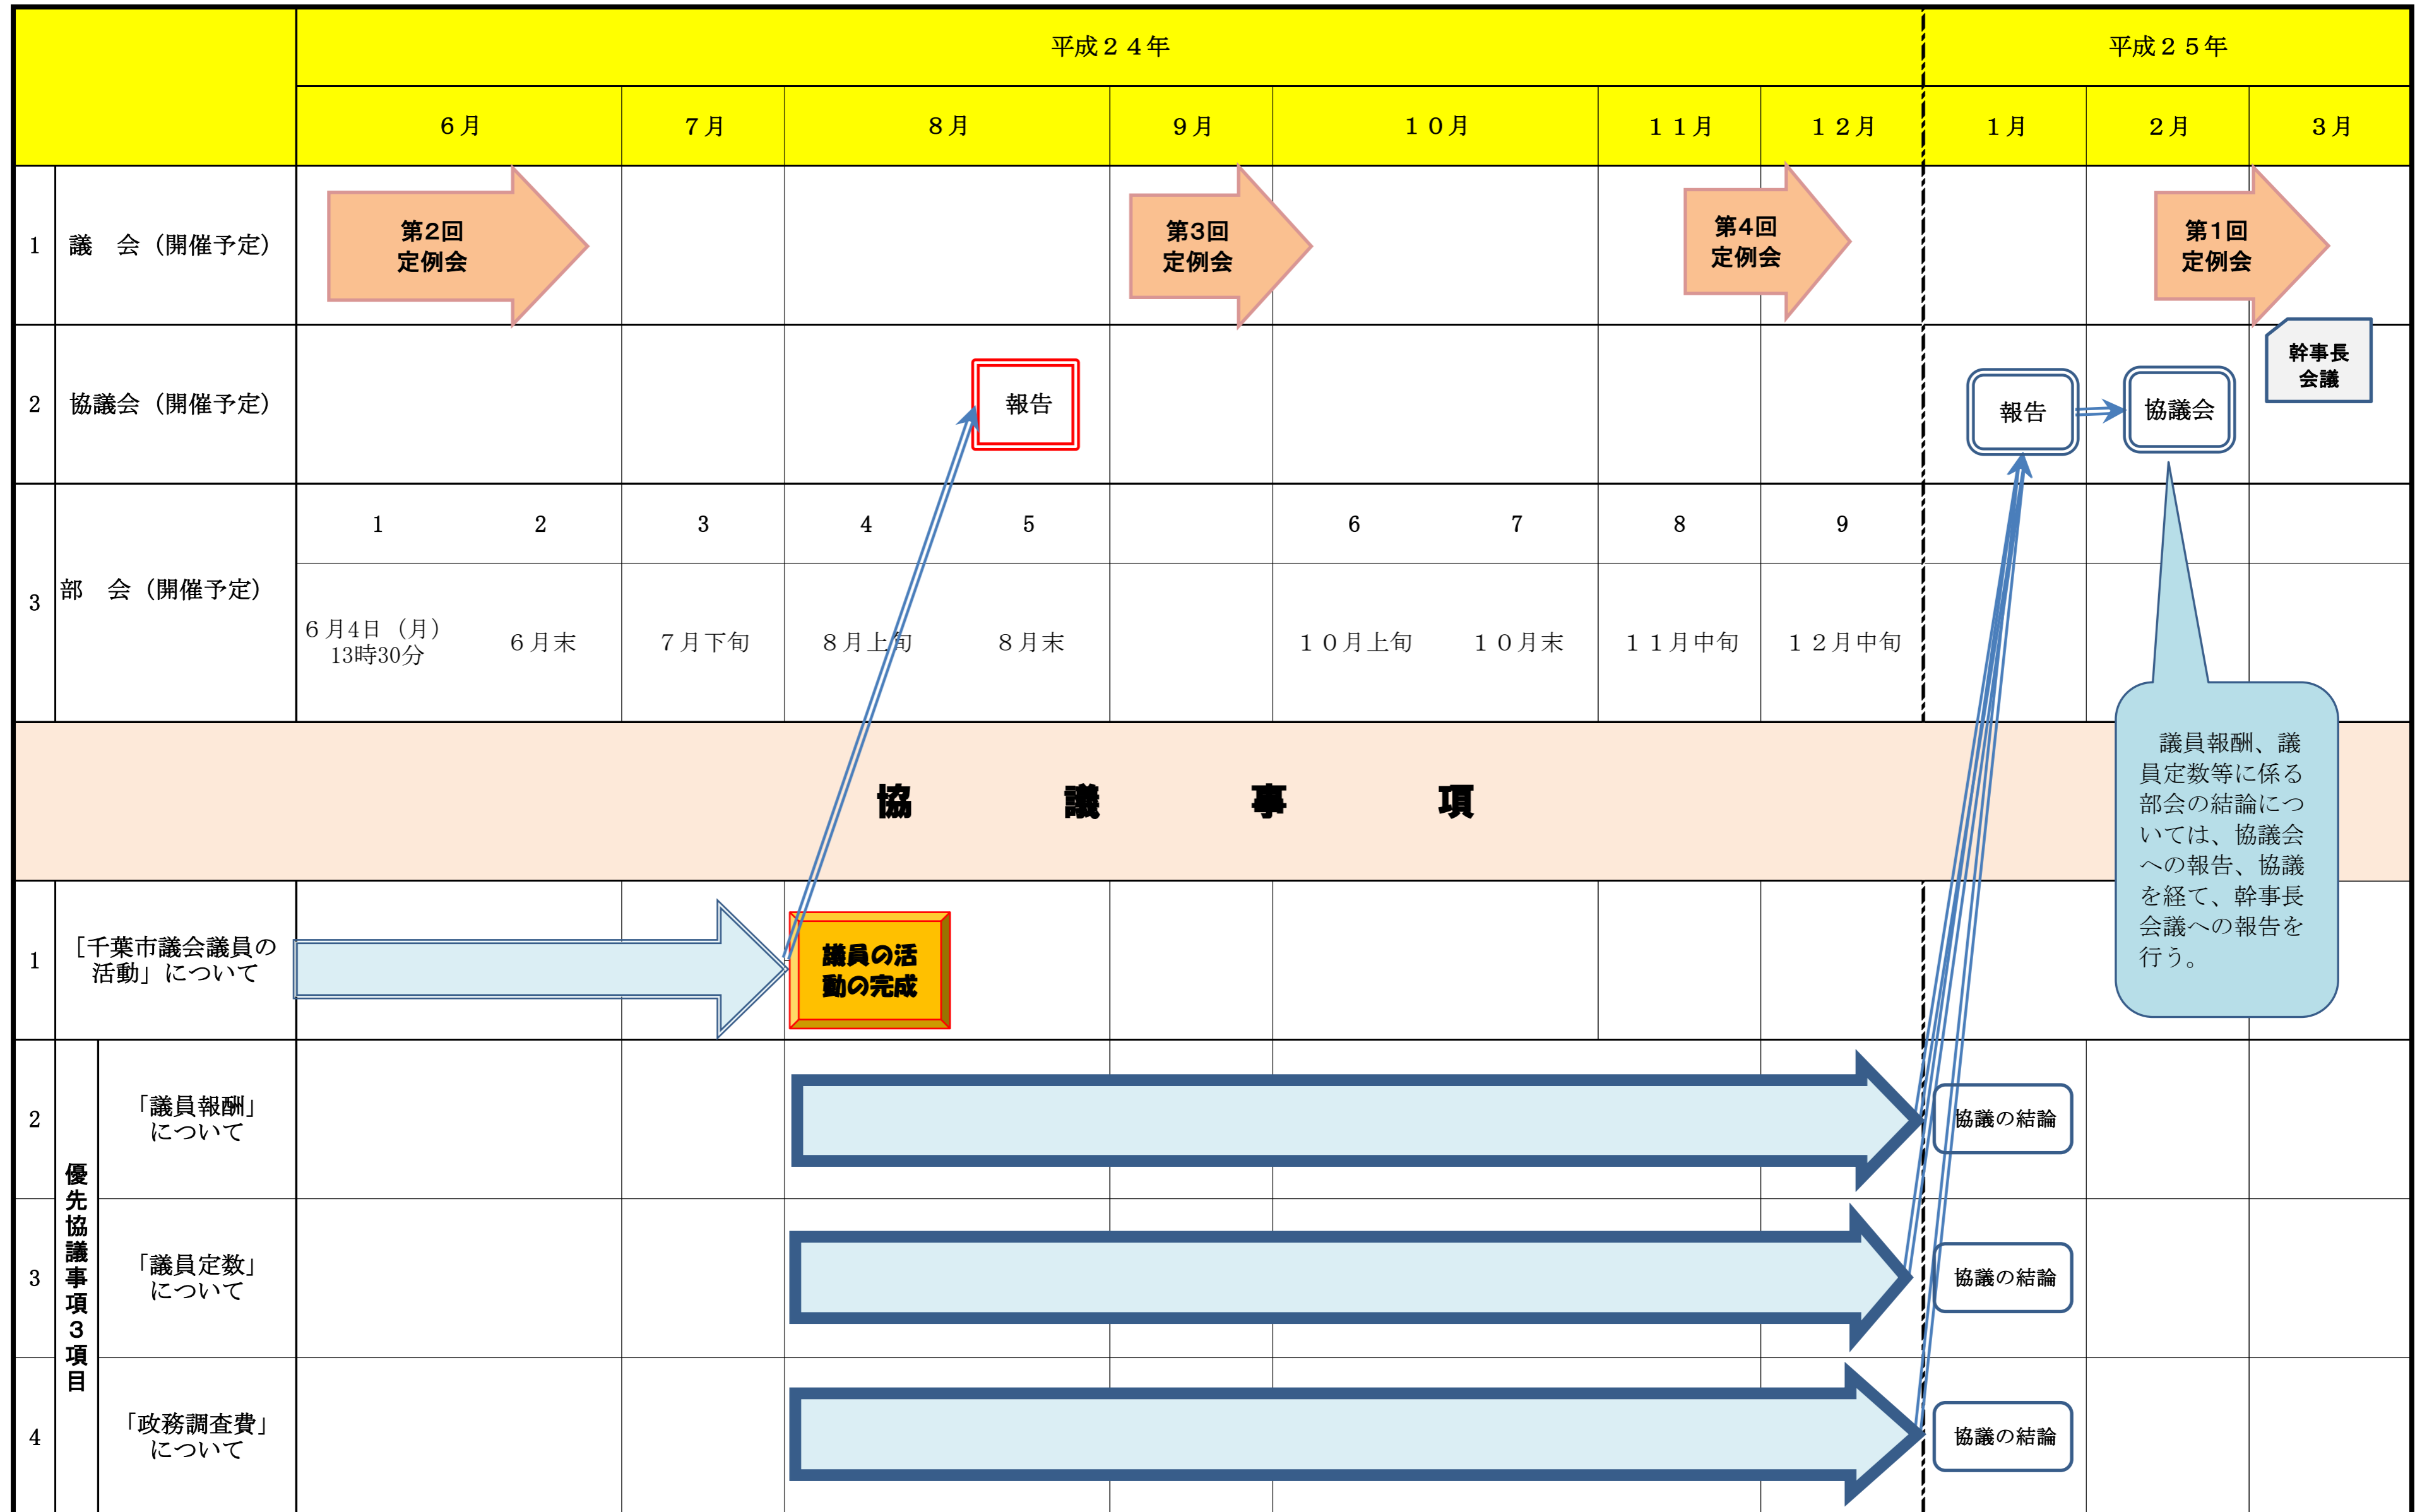 平成２４年
平成２５年
６月
７月
８月
９月
１０月
１１月
１２月
１月
２月
３月
1
議　会（開催予定）
第2回
定例会
第3回
定例会
第4回
定例会
第1回
定例会
2
協議会（開催予定）
報告
報告
協議会
幹事長
会議
3
部　会（開催予定）
1
2
3
4
5
6
7
8
9
６月4日（月）
13時30分
６月末
７月下旬
８月上旬
８月末
１０月上旬
１０月末
１１月中旬
１２月中旬
議員報酬、議
員定数等に係る
部会の結論につ
いては、協議会
への報告、協議
を経て、幹事長
会議への報告を
行う。
協　議　事　項
1
［千葉市議会議員の
活動」について
議員の活
動の完成
優先協議事項３項目
2
「議員報酬」
について
協議の結論
3
「議員定数」
について
協議の結論
4
「政務調査費」
について
協議の結論